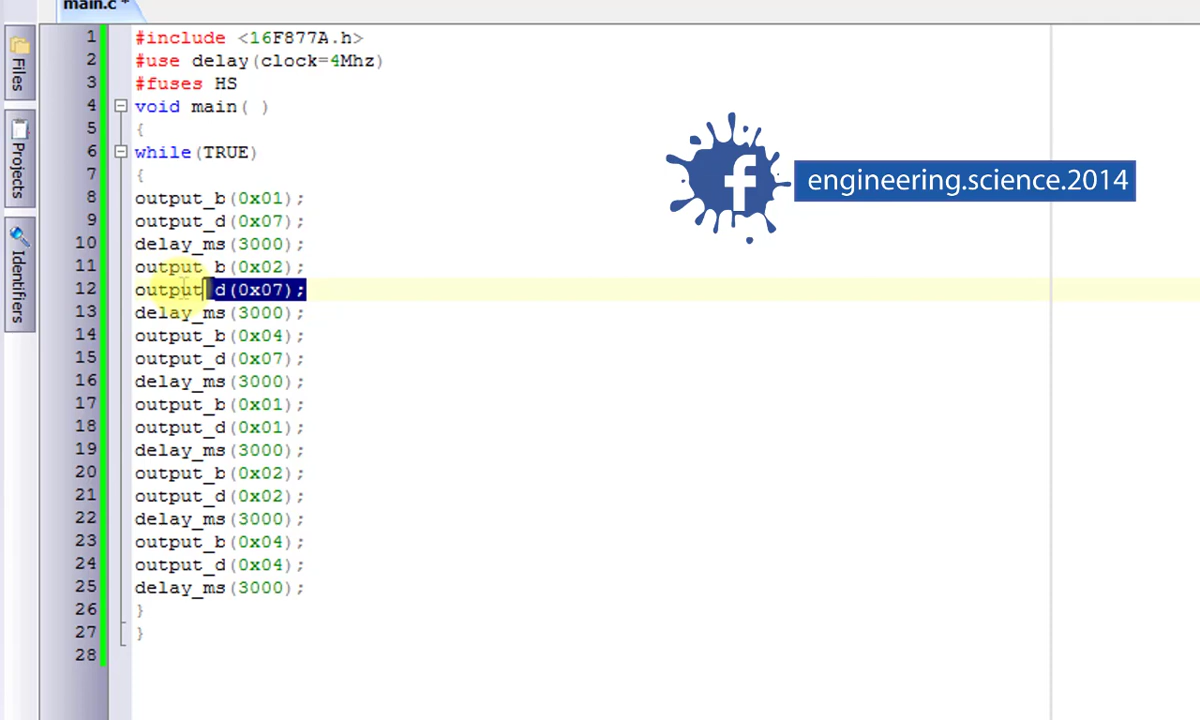 main.c *
Files
Projects
Identifiers
1 #include <16F877A.h>
2 #use delay(clock=4Mhz)
3 #fuses HS
4 void main( )
5 {
6 while(TRUE)
7 {
8 output_b(0x01);
9 output_d(0x07);
10 delay_ms(3000);
11 output_b(0x02);
12 output_d(0x07);
13 delay_ms(3000);
14 output_b(0x04);
15 output_d(0x07);
16 delay_ms(3000);
17 output_b(0x01);
18 output_d(0x01);
19 delay_ms(3000);
20 output_b(0x02);
21 output_d(0x02);
22 delay_ms(3000);
23 output_b(0x04);
24 output_d(0x04);
25 delay_ms(3000);
26 }
27 }
28
f engineering.science.2014